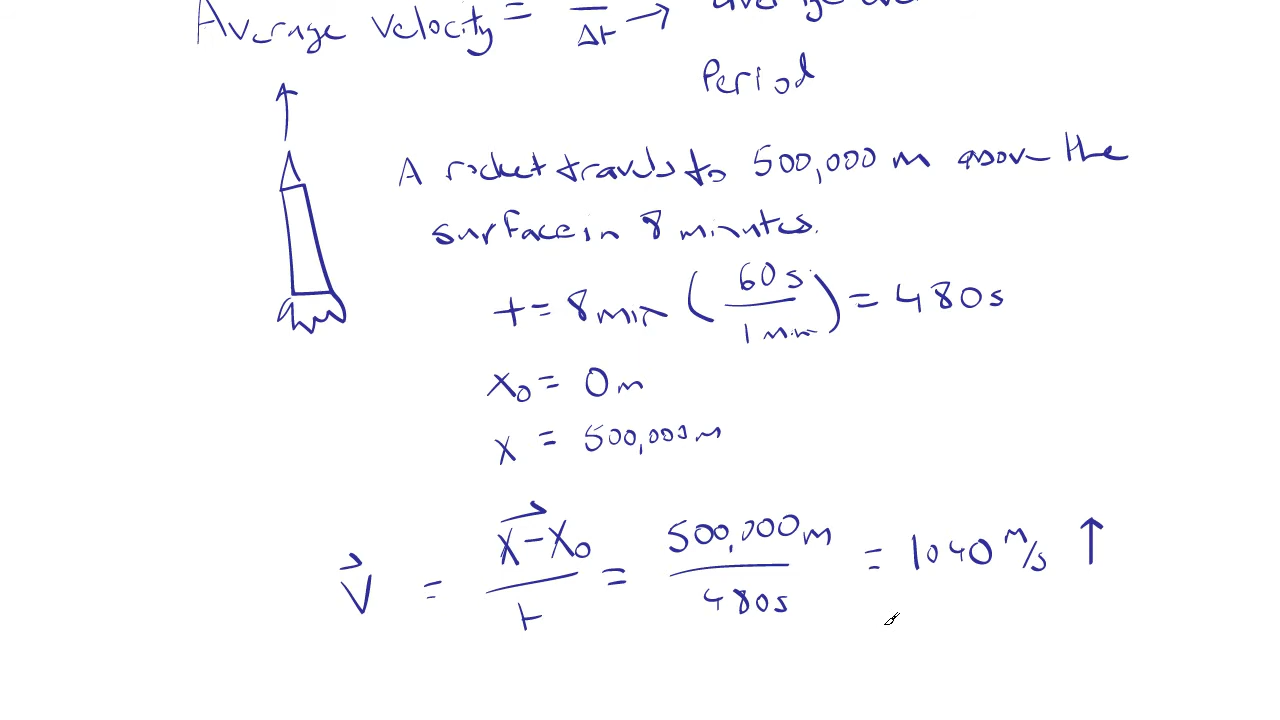 Average velocity = — Δt →
Period
A rocket travels to 500,000 m above the
surface in 8 minutes.
t = 8 min ( 60 s / 1 min ) = 480 s
x₀ = 0 m
x = 500,000 m
v⃗ = x - x₀ / t = 500,000 m / 480 s = 1040 m/s ↑